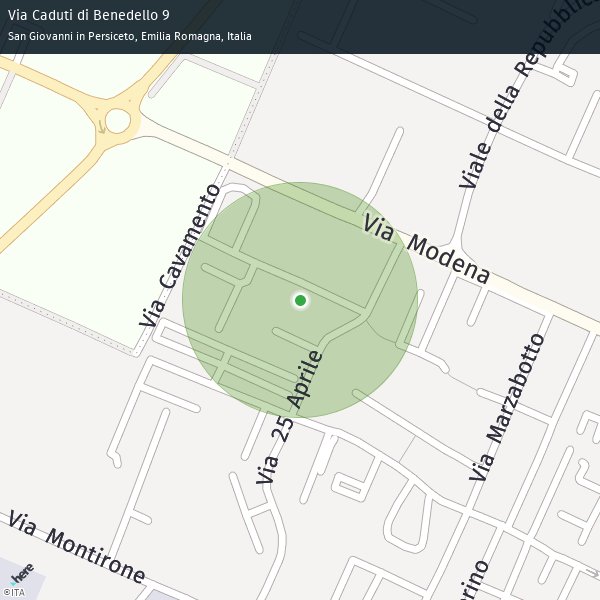 Via Caduti di Benedello 9
San Giovanni in Persiceto, Emilia Romagna, Italia
Viale della Repubblica
Via Cavamento
Via Modena
Via 25 Aprile
Via Marzabotto
Via Montirone
here
©ITA